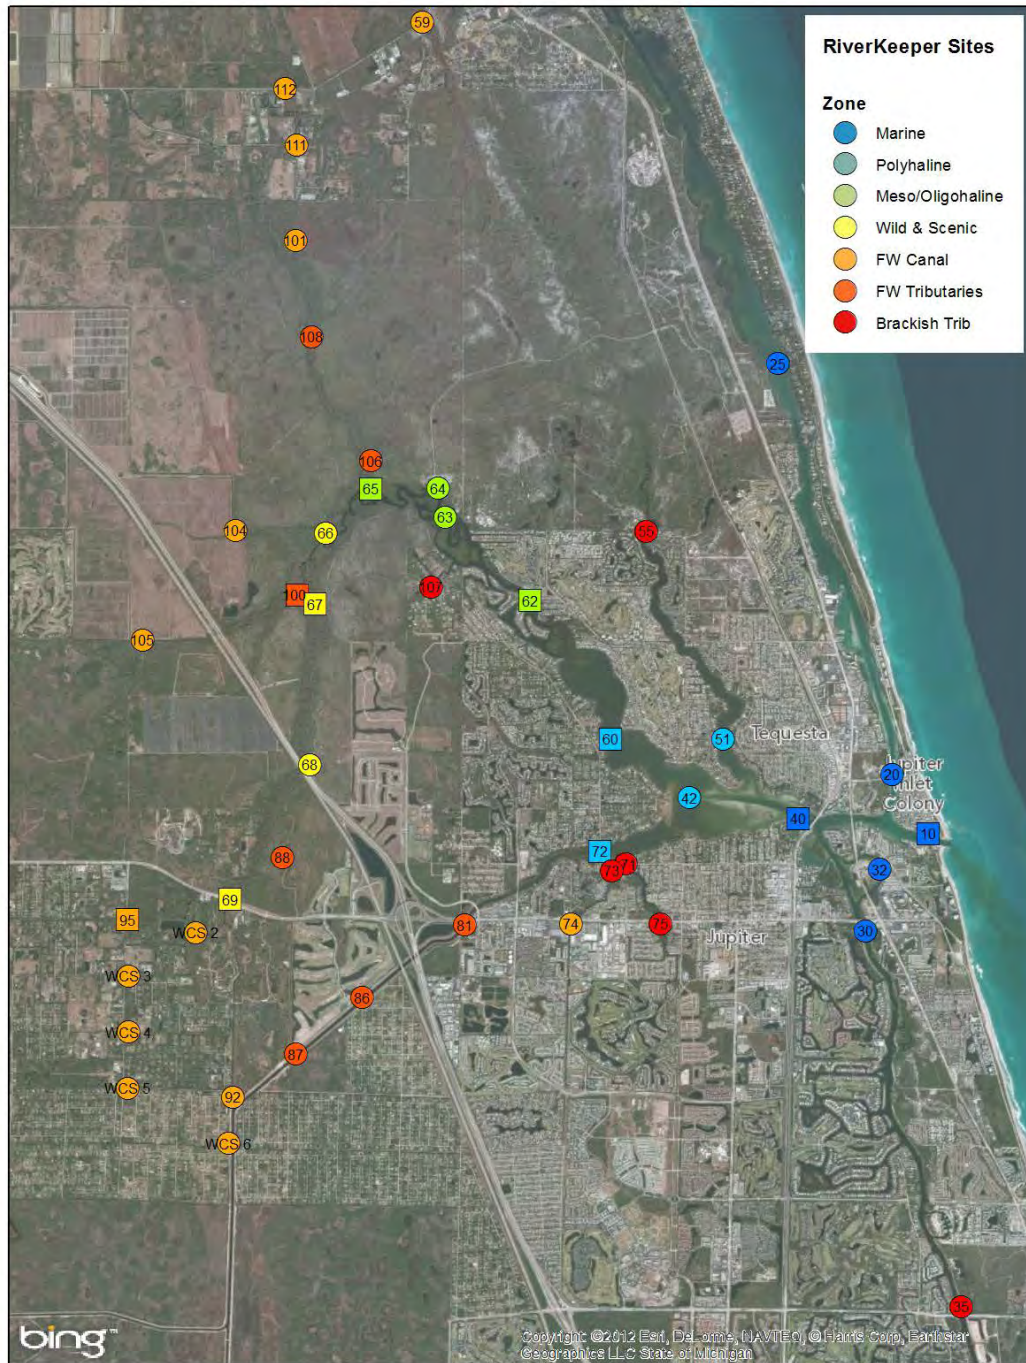 59
RiverKeeper Sites
Zone
Marine
Polyhaline
Meso/Oligohaline
Wild & Scenic
FW Canal
FW Tributaries
Brackish Trib
112
111
101
108
25
106
65
64
63
104
66
55
107
100
67
62
105
60
51
Tequesta
68
20
Jupiter
Inlet
Colony
42
40
10
72
71
73
32
88
69
95
WCS 2
81
74
75
Jupiter
30
WCS 3
86
WCS 4
87
WCS 5
92
WCS 6
35
bing™
Copyright: ©2012 Esri, DeLorme, NAVTEQ, © Harris Corp, Earthstar
Geographics LLC State of Michigan